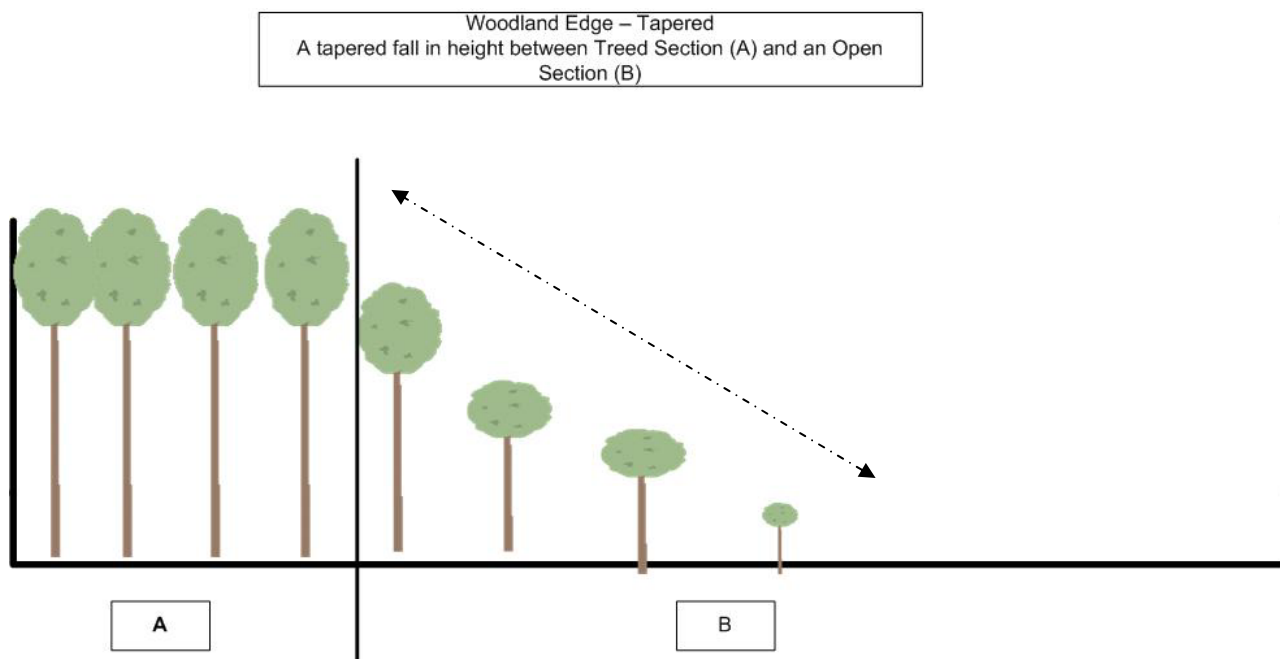 Woodland Edge – Tapered
A tapered fall in height between Treed Section (A) and an Open
Section (B)
A
B